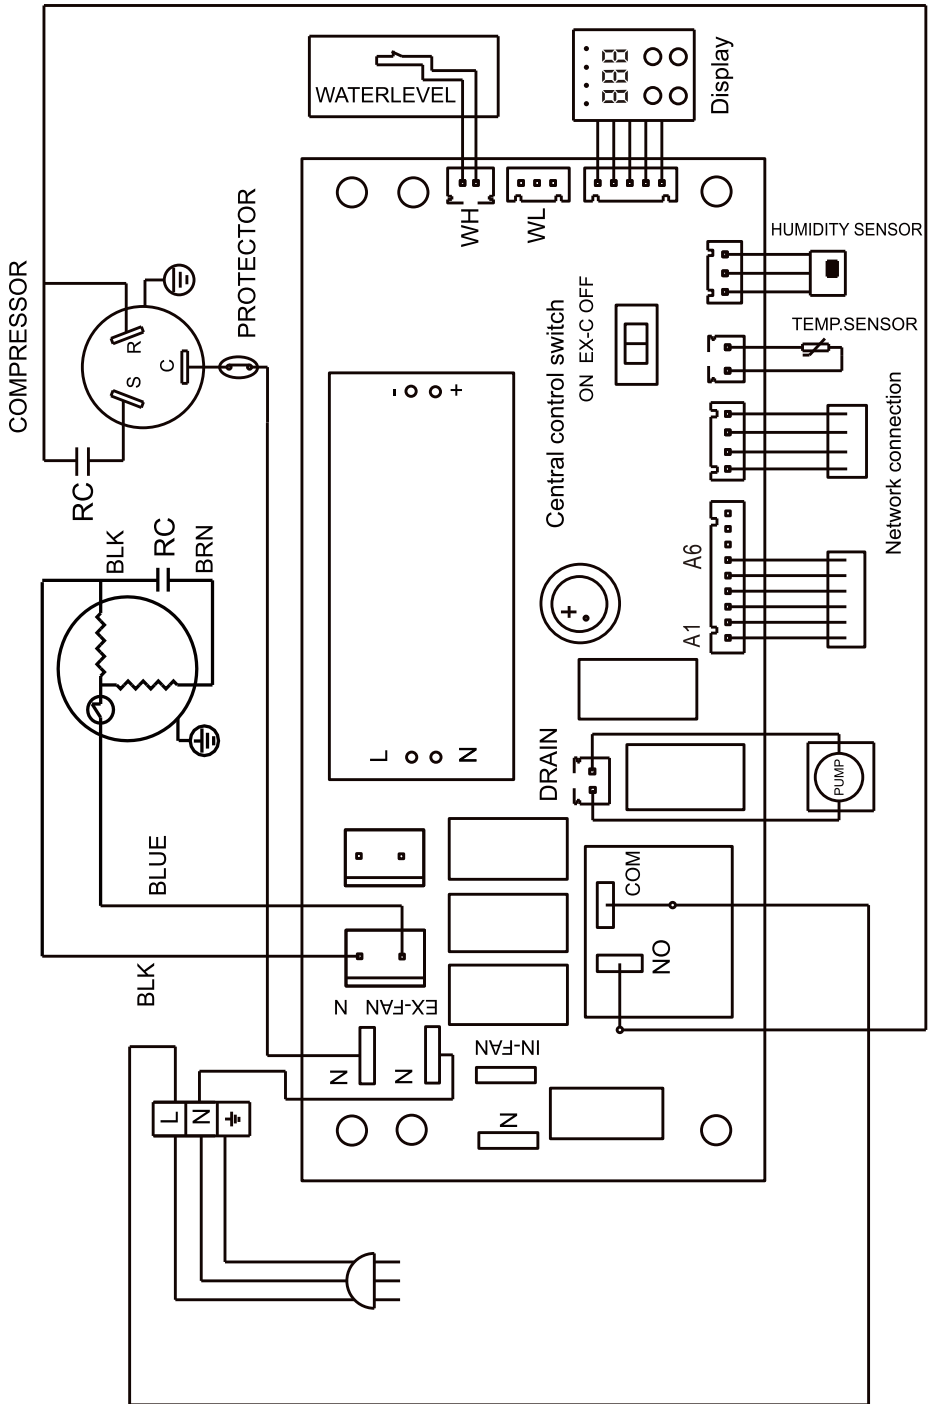 WATERLEVEL
Display
WH
WL
HUMIDITY SENSOR
COMPRESSOR
PROTECTOR
R
S
C
TEMP.SENSOR
ON EX-C OFF
Central control switch
- +
RC
Network connection
BLK
RC
BRN
A6
A1
+
L
N
DRAIN
PUMP
BLUE
COM
NO
BLK
N EX-FAN
N
N
IN-FAN
N
L
N